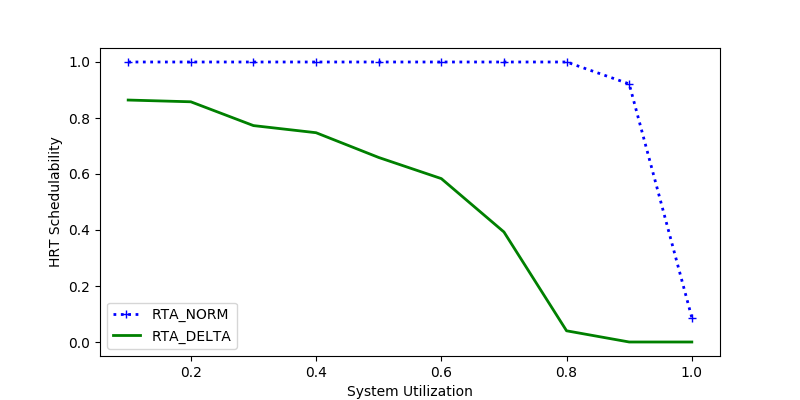 HRT Schedulability
1.0
0.8
0.6
0.4
0.2
0.0
RTA_NORM
RTA_DELTA
0.2 0.4 0.6 0.8 1.0
System Utilization